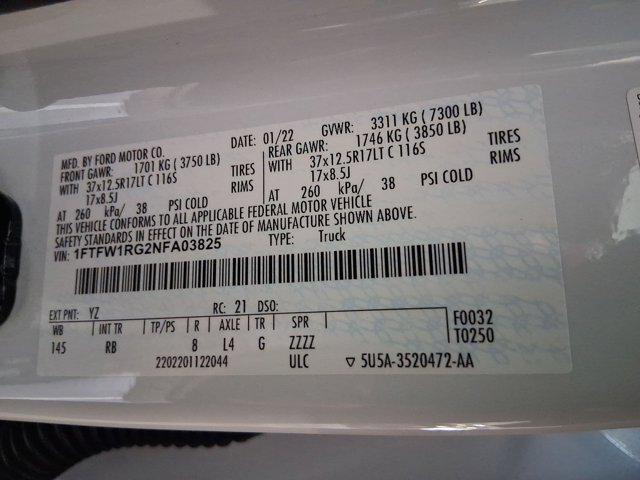 MFD. BY FORD MOTOR CO.
DATE: 01/22 GVWR: 3311 KG ( 7300 LB)
FRONT GAWR: 1701 KG ( 3750 LB) REAR GAWR: 1746 KG ( 3850 LB)
WITH 37x12.5R17LT C 116S TIRES WITH 37x12.5R17LT C 116S TIRES
17x8.5J RIMS 17x8.5J RIMS
AT 260 kPa/ 38 PSI COLD AT 260 kPa/ 38 PSI COLD
THIS VEHICLE CONFORMS TO ALL APPLICABLE FEDERAL MOTOR VEHICLE
SAFETY STANDARDS IN EFFECT ON THE DATE OF MANUFACTURE SHOWN ABOVE.
VIN: 1FTFW1RG2NFA03825 TYPE: Truck
EXT PNT: YZ RC: 21 DSO: F0032
WB INT TR TP/PS R AXLE TR SPR T0250
145 RB 8 L4 G ZZZZ
2202201122044 ULC ▽ 5U5A-3520472-AA